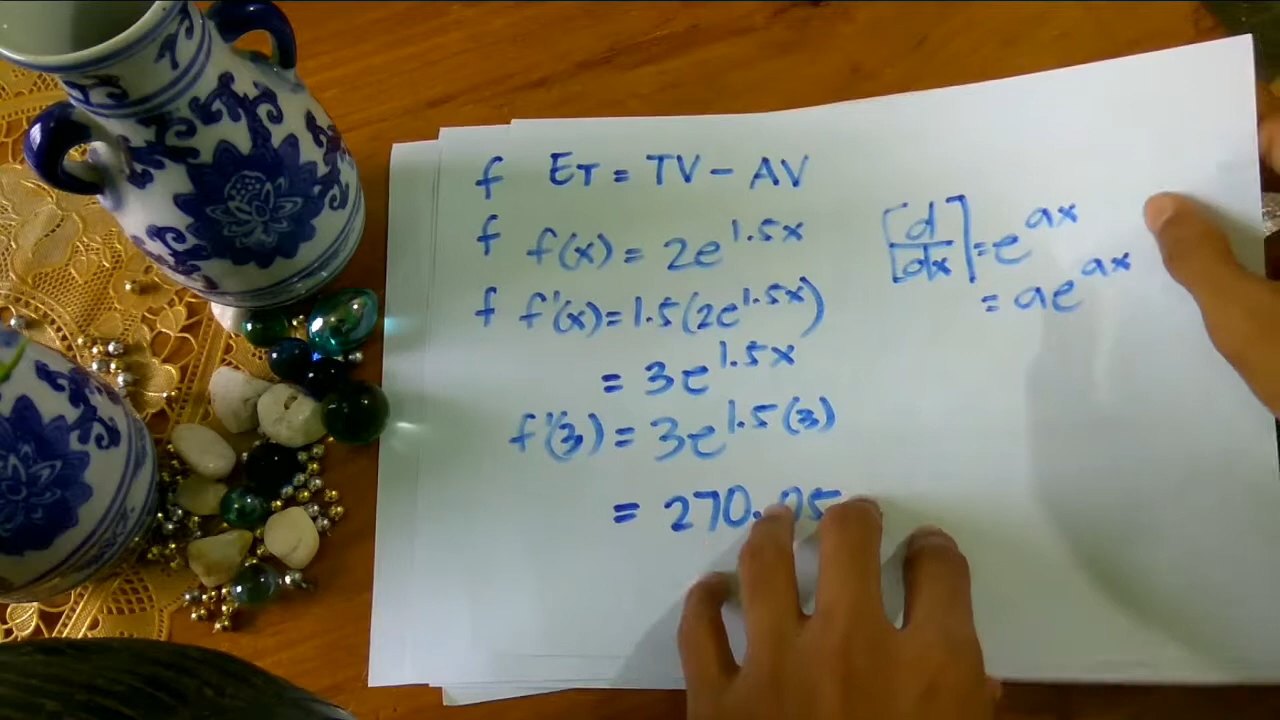 f ET = TV - AV
f f(x) = 2e^1.5x
f f'(x) = 1.5(2e^1.5x)
= 3e^1.5x
f'(3) = 3e^1.5(3)
= 270.05
[d/dx] = e^ax
= ae^ax